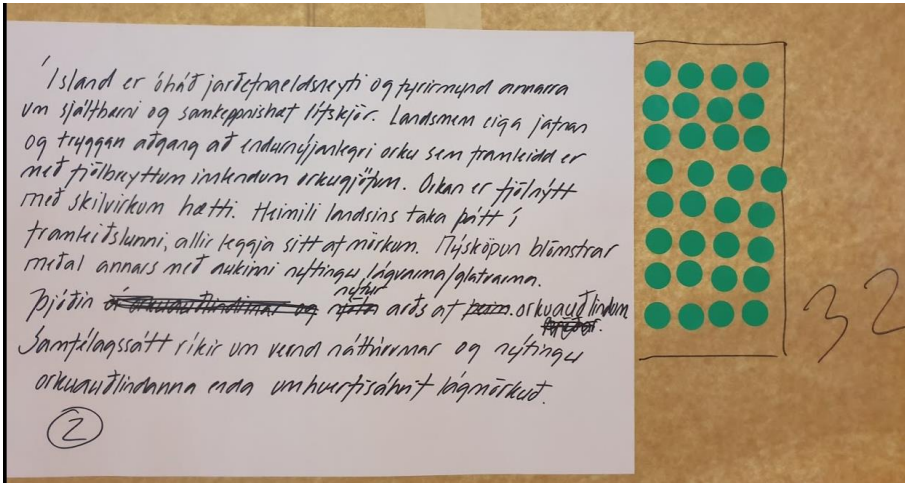 Ísland er óháð jarðefnaeldsneyti og fyrirmynd annarra
um sjálfbærni og samkeppnishæf lífskjör. Landsmenn eiga jafnan
og tryggan aðgang að endurnýjanlegri orku sem framleidd er
með fjölbreyttum innlendum orkugjöfum. Orkan er fjölnýtt
með skilvirkum hætti. Heimili landsins taka þátt í
framleiðslunni, allir leggja sitt af mörkum. Nýsköpun blómstrar
meðal annars með aukinni nýtingu lágvarma/glatvarma.
Þjóðin nýtur arðs af orkuauðlindum
Samfélagssátt ríkir um vernd náttúrunnar og nýtingu
orkuauðlindanna enda umhverfisáhrif lágmörkuð.
2
32